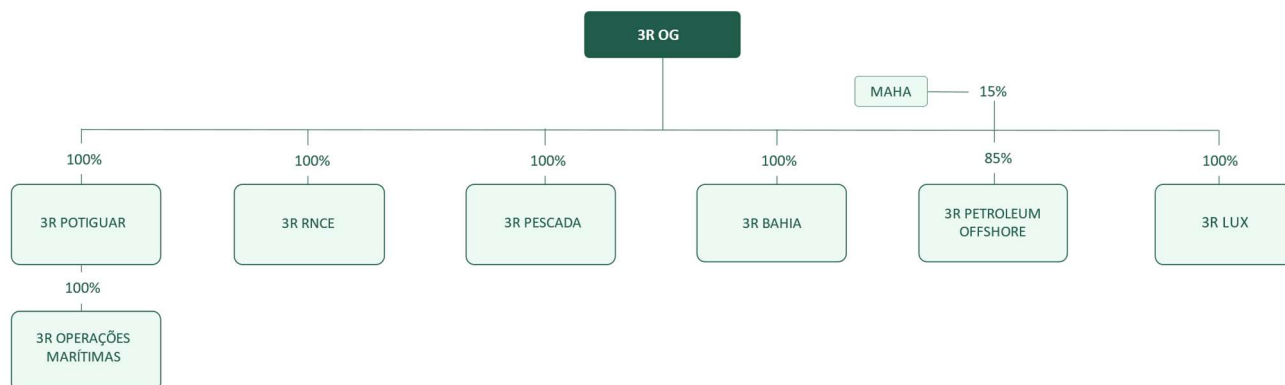 3R OG
MAHA
15%
100%
100%
100%
100%
85%
100%
3R POTIGUAR
3R RNCE
3R PESCADA
3R BAHIA
3R PETROLEUM
OFFSHORE
3R LUX
100%
3R OPERAÇÕES
MARÍTIMAS